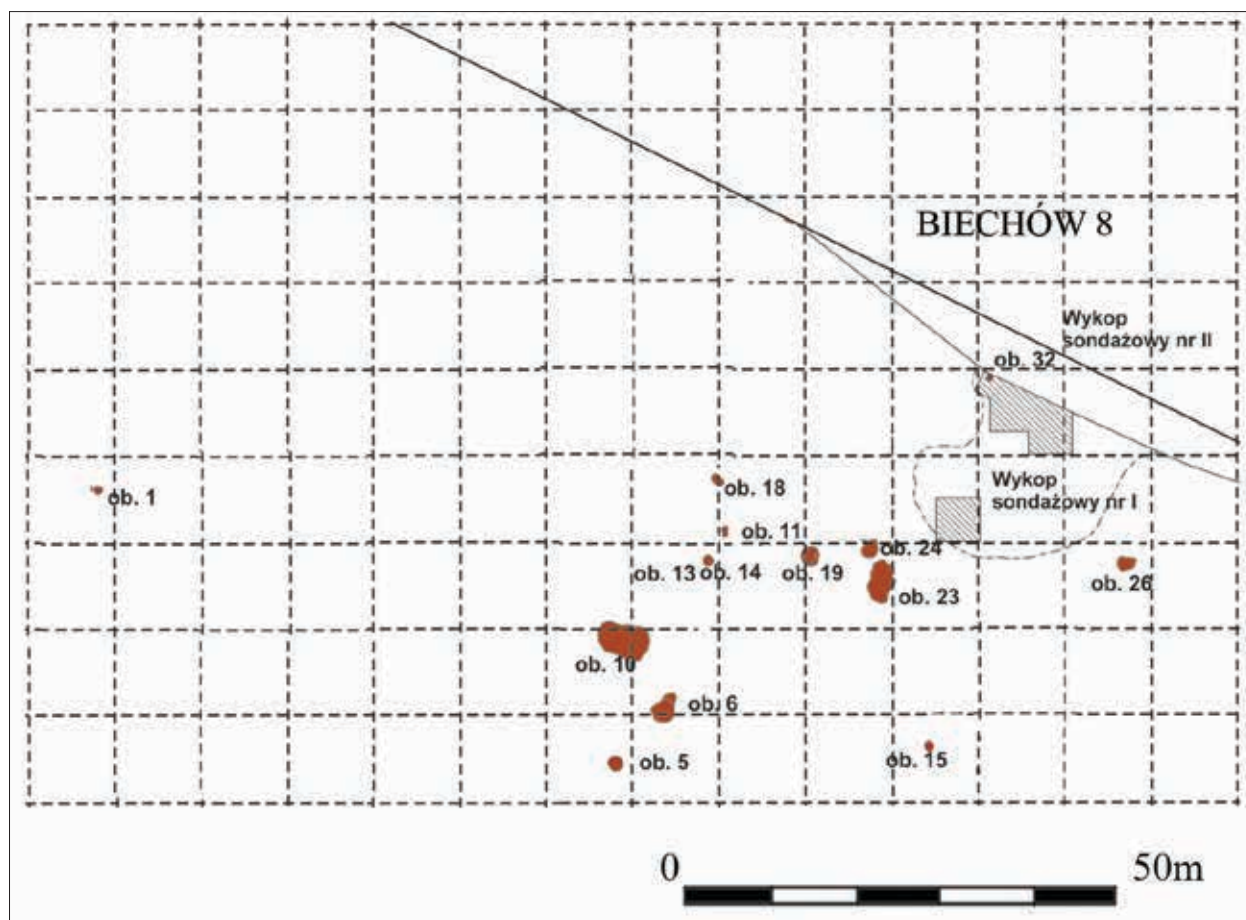 BIECHÓW 8
Wykop
sondażowy nr II
ob. 32
Wykop
sondażowy nr I
ob. 1
ob. 18
ob. 11
ob. 24
ob. 13
ob. 14
ob. 19
ob. 26
ob. 23
ob. 10
ob. 6
ob. 5
ob. 15
0
50m